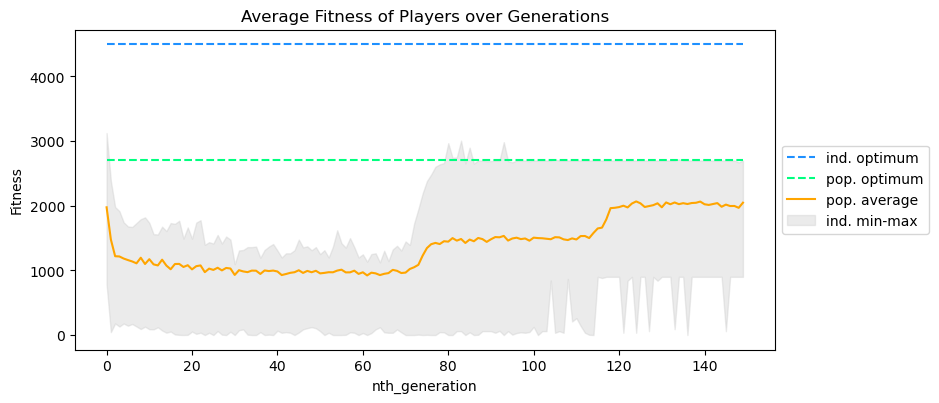 Average Fitness of Players over Generations
Fitness
4000
3000
2000
1000
0
0 20 40 60 80 100 120 140
nth_generation
ind. optimum
pop. optimum
pop. average
ind. min-max